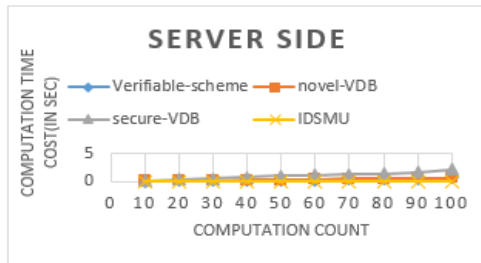 SERVER SIDE
Verifiable-scheme
novel-VDB
secure-VDB
IDSMU
COMPUTATION TIME
COST(IN SEC)
5
0
0 10 20 30 40 50 60 70 80 90 100
COMPUTATION COUNT